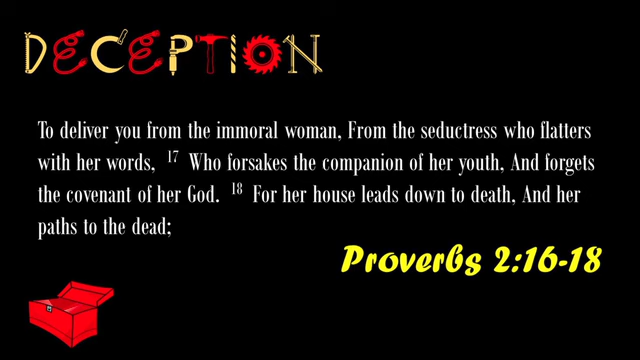 DECEPTION
To deliver you from the immoral woman, From the seductress who flatters
with her words, 17 Who forsakes the companion of her youth, And forgets
the covenant of her God. 18 For her house leads down to death, And her
paths to the dead;
Proverbs 2:16-18